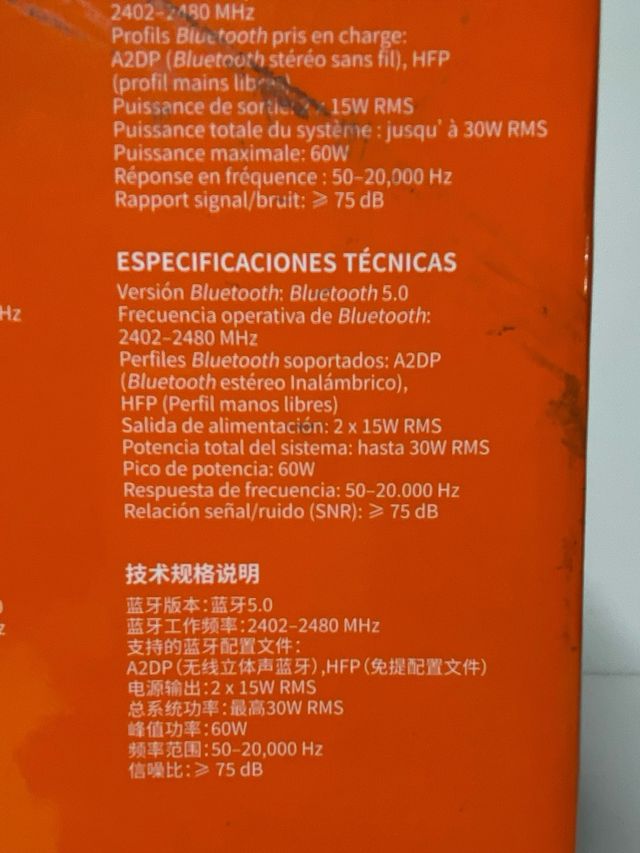 2402–2480 MHz
Profils Bluetooth pris en charge:
A2DP (Bluetooth stéréo sans fil), HFP
(profil mains libres)
Puissance de sortie: 2 x 15W RMS
Puissance totale du système : jusqu' à 30W RMS
Puissance maximale: 60W
Réponse en fréquence : 50–20,000 Hz
Rapport signal/bruit: ⩾ 75 dB
ESPECIFICACIONES TÉCNICAS
Versión Bluetooth: Bluetooth 5.0
Frecuencia operativa de Bluetooth:
2402–2480 MHz
Perfiles Bluetooth soportados: A2DP
(Bluetooth estéreo Inalámbrico),
HFP (Perfil manos libres)
Salida de alimentación: 2 x 15W RMS
Potencia total del sistema: hasta 30W RMS
Pico de potencia: 60W
Respuesta de frecuencia: 50–20.000 Hz
Relación señal/ruido (SNR): ⩾ 75 dB
Hz
技术规格说明
蓝牙版本:蓝牙5.0
蓝牙工作频率:2402–2480 MHz
支持的蓝牙配置文件:
A2DP(无线立体声蓝牙),HFP(免提配置文件)
电源输出:2 x 15W RMS
总系统功率:最高30W RMS
峰值功率:60W
频率范围:50–20,000 Hz
信噪比:⩾ 75 dB